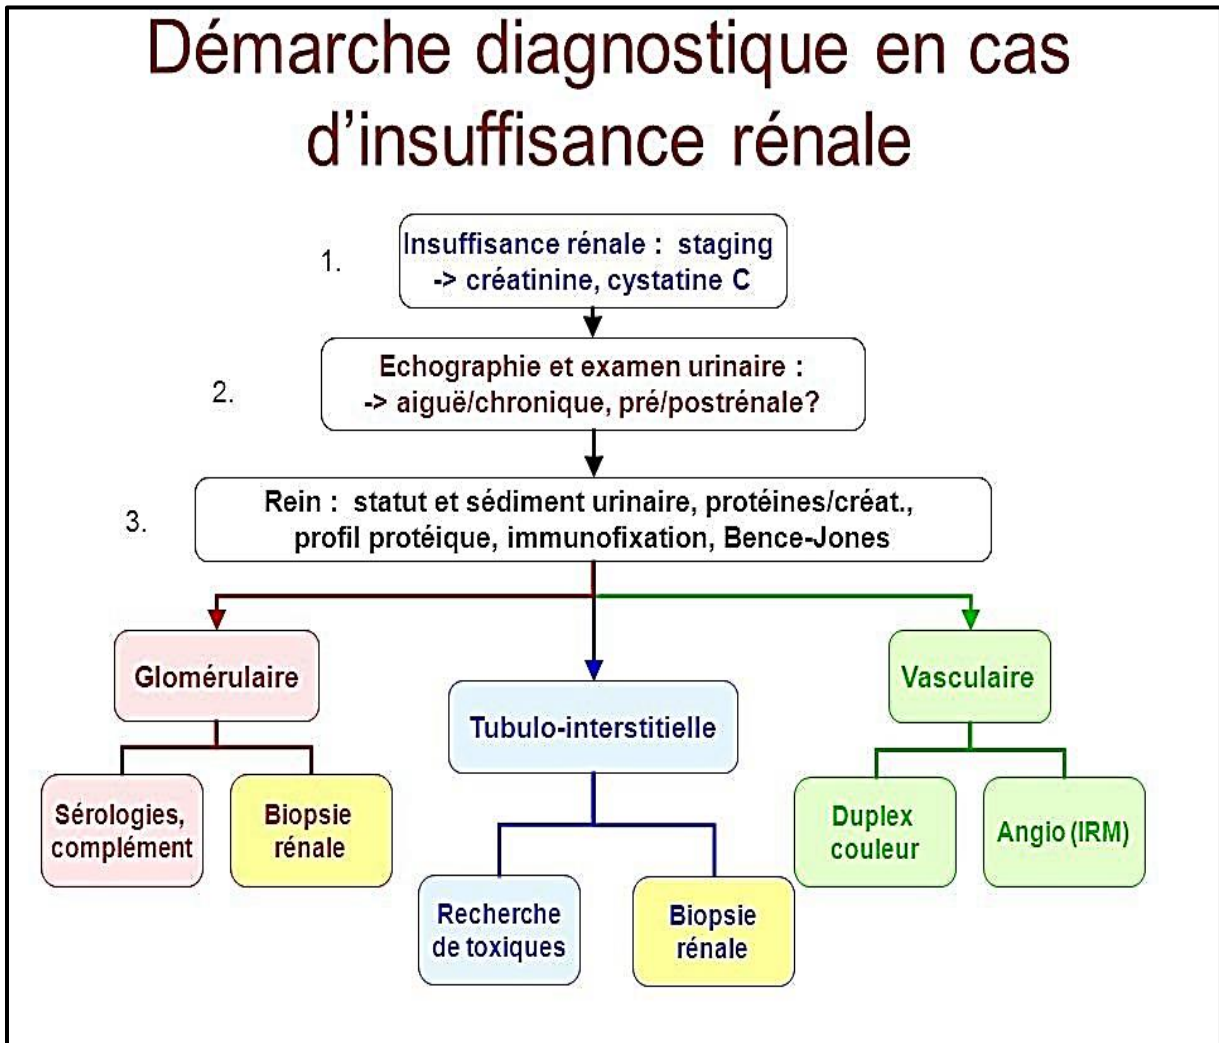 Démarche diagnostique en cas
d'insuffisance rénale
1.
Insuffisance rénale : staging
-> créatinine, cystatine C
2.
Echographie et examen urinaire :
-> aiguë/chronique, pré/postrénale?
3.
Rein : statut et sédiment urinaire, protéines/créat.,
profil protéique, immunofixation, Bence-Jones
Glomérulaire
Tubulo-interstitielle
Vasculaire
Sérologies,
complément
Biopsie
rénale
Recherche
de toxiques
Biopsie
rénale
Duplex
couleur
Angio (IRM)